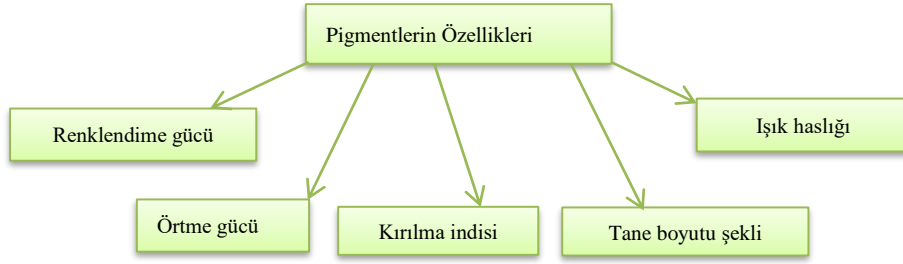 Pigmentlerin Özellikleri
Renklendime gücü
Işık haslığı
Örtme gücü
Kırılma indisi
Tane boyutu şekli